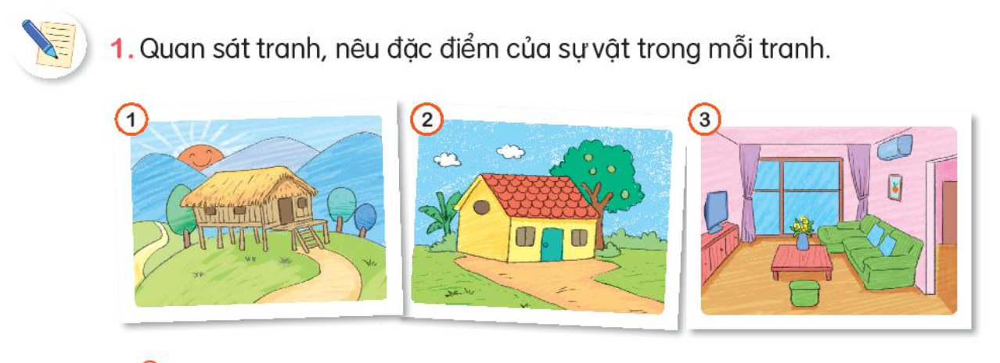 1. Quan sát tranh, nêu đặc điểm của sự vật trong mỗi tranh.
1
2
3